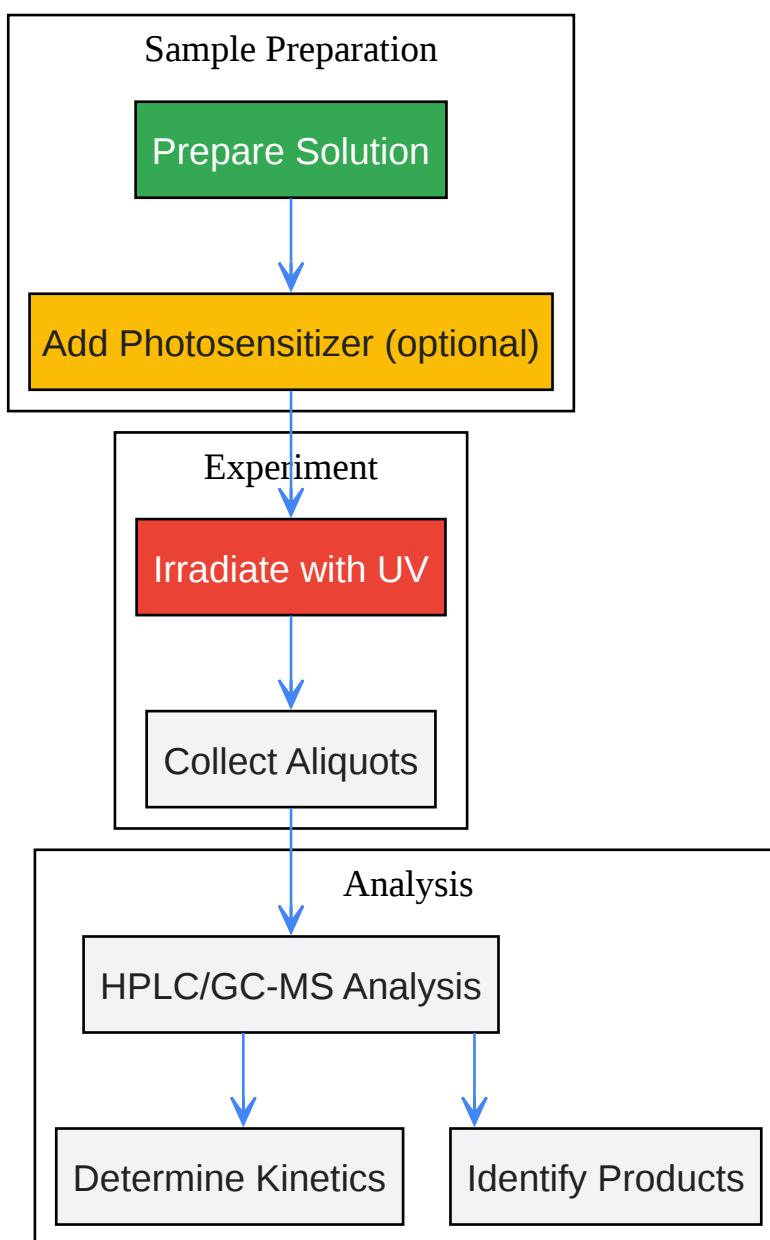 Sample Preparation
Prepare Solution
Add Photosensitizer (optional)
Experiment
Irradiate with UV
Collect Aliquots
Analysis
HPLC/GC-MS Analysis
Determine Kinetics
Identify Products